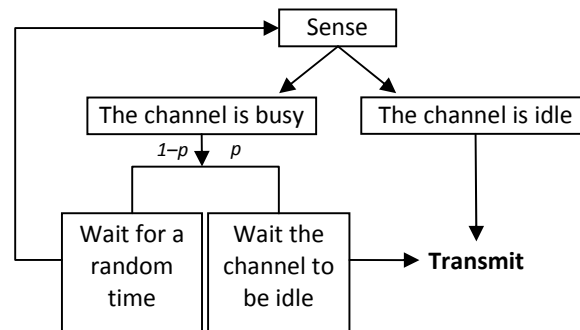 Sense
The channel is busy
The channel is idle
1–p
p
Wait for a
random
time
Wait the
channel to
be idle
Transmit